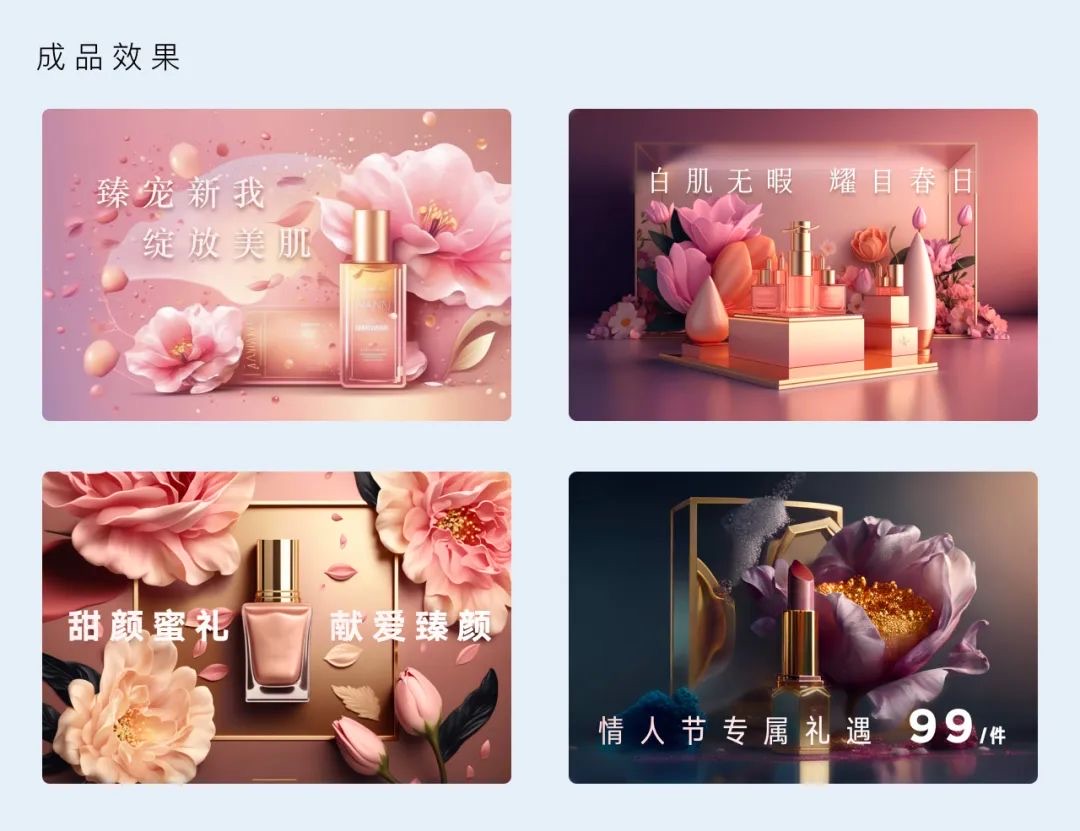 成品效果
臻宠新我
绽放美肌
白肌无暇 耀目春日
甜颜蜜礼 献爱臻颜
情人节专属礼遇 99/件